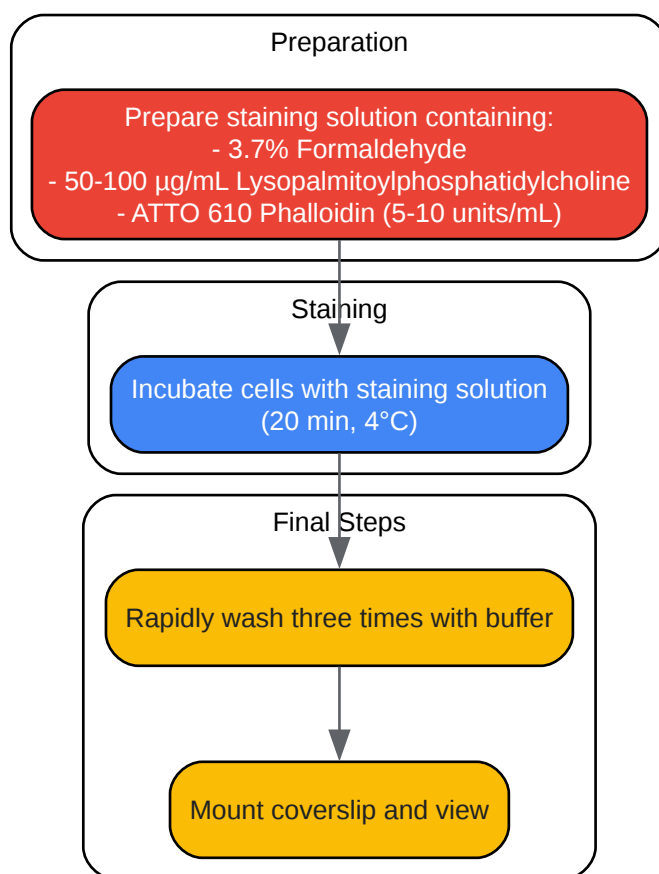 Preparation
Prepare staining solution containing:
- 3.7% Formaldehyde
- 50-100 µg/mL Lysopalmitoylphosphatidylcholine
- ATTO 610 Phalloidin (5-10 units/mL)
Staining
Incubate cells with staining solution
(20 min, 4°C)
Final Steps
Rapidly wash three times with buffer
Mount coverslip and view